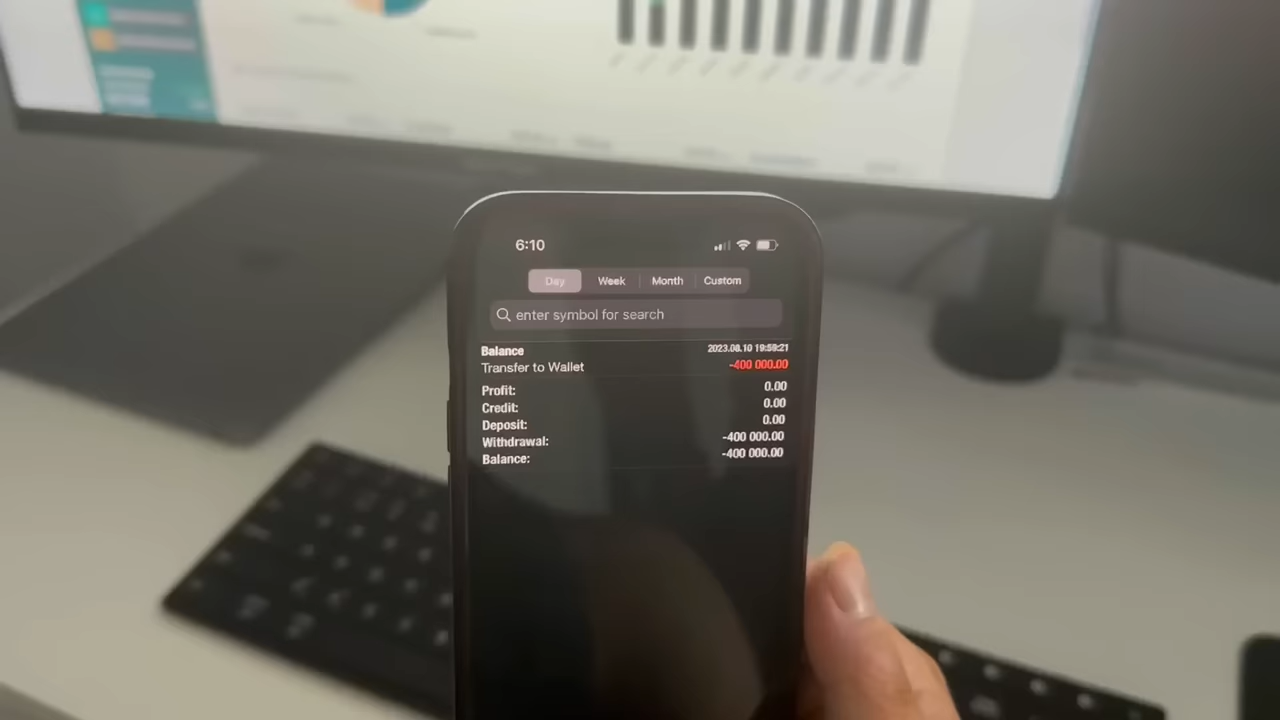 6:10
Day Week Month Custom
enter symbol for search
Balance 2023.08.10 19:59:21
Transfer to Wallet -400 000.00
Profit: 0.00
Credit: 0.00
Deposit: 0.00
Withdrawal: -400 000.00
Balance: -400 000.00